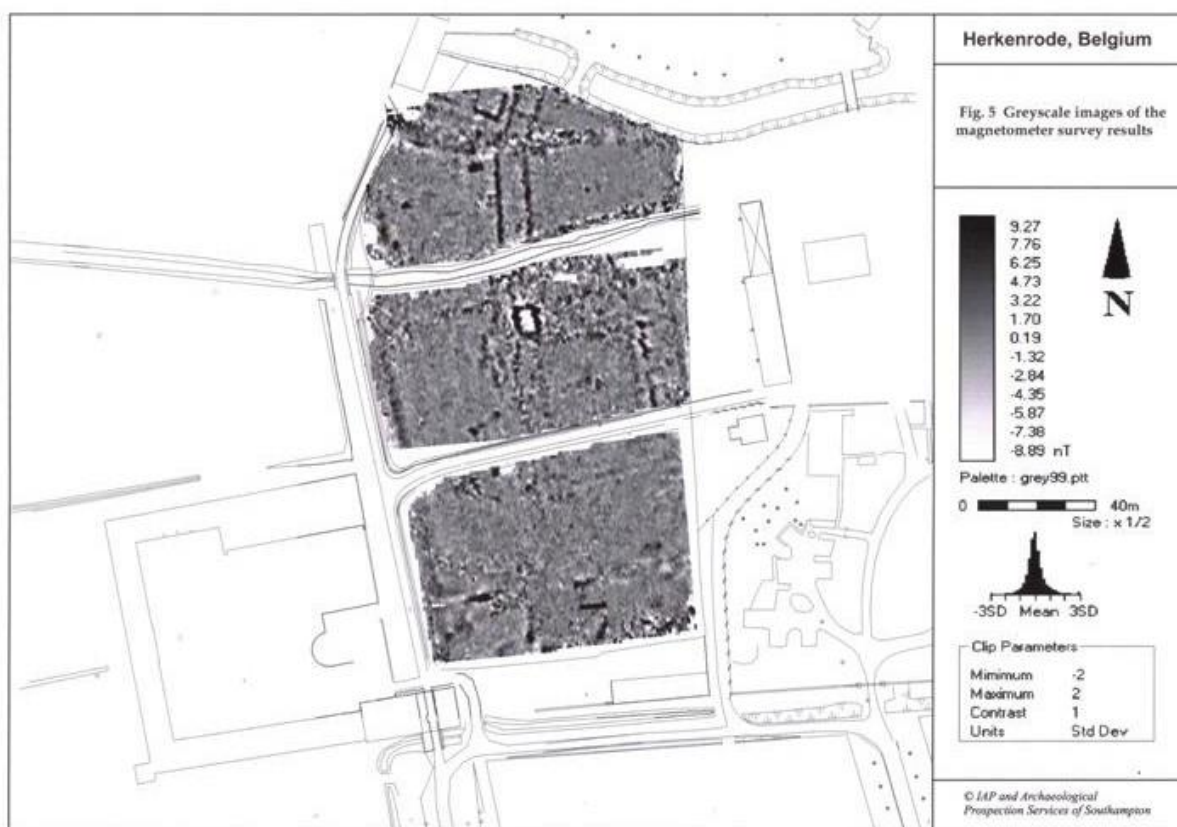 Herkenrode, Belgium
Fig. 5 Greyscale images of the
magnetometer survey results
9.27
7.76
6.25
4.73
3.22
1.70
0.19
-1.32
-2.84
-4.35
-5.87
-7.38
-8.89 nT
N
Palette : grey99.ptt
0 40m
Size : x 1/2
-3SD Mean 3SD
Clip Parameters
Minimum -2
Maximum 2
Contrast 1
Units Std Dev
© IAP and Archaeological
Prospection Services of Southampton